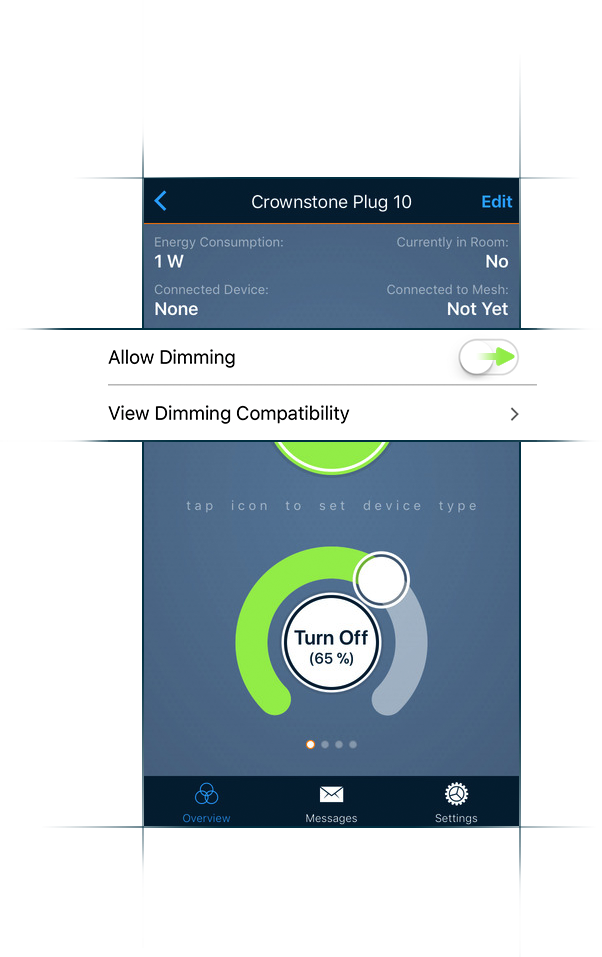 Crownstone Plug 10 Edit
Energy Consumption: Currently in Room:
1 W No
Connected Device: Connected to Mesh:
None Not Yet
Allow Dimming
View Dimming Compatibility
tap icon to set device type
Turn Off
(65 %)
Overview Messages Settings